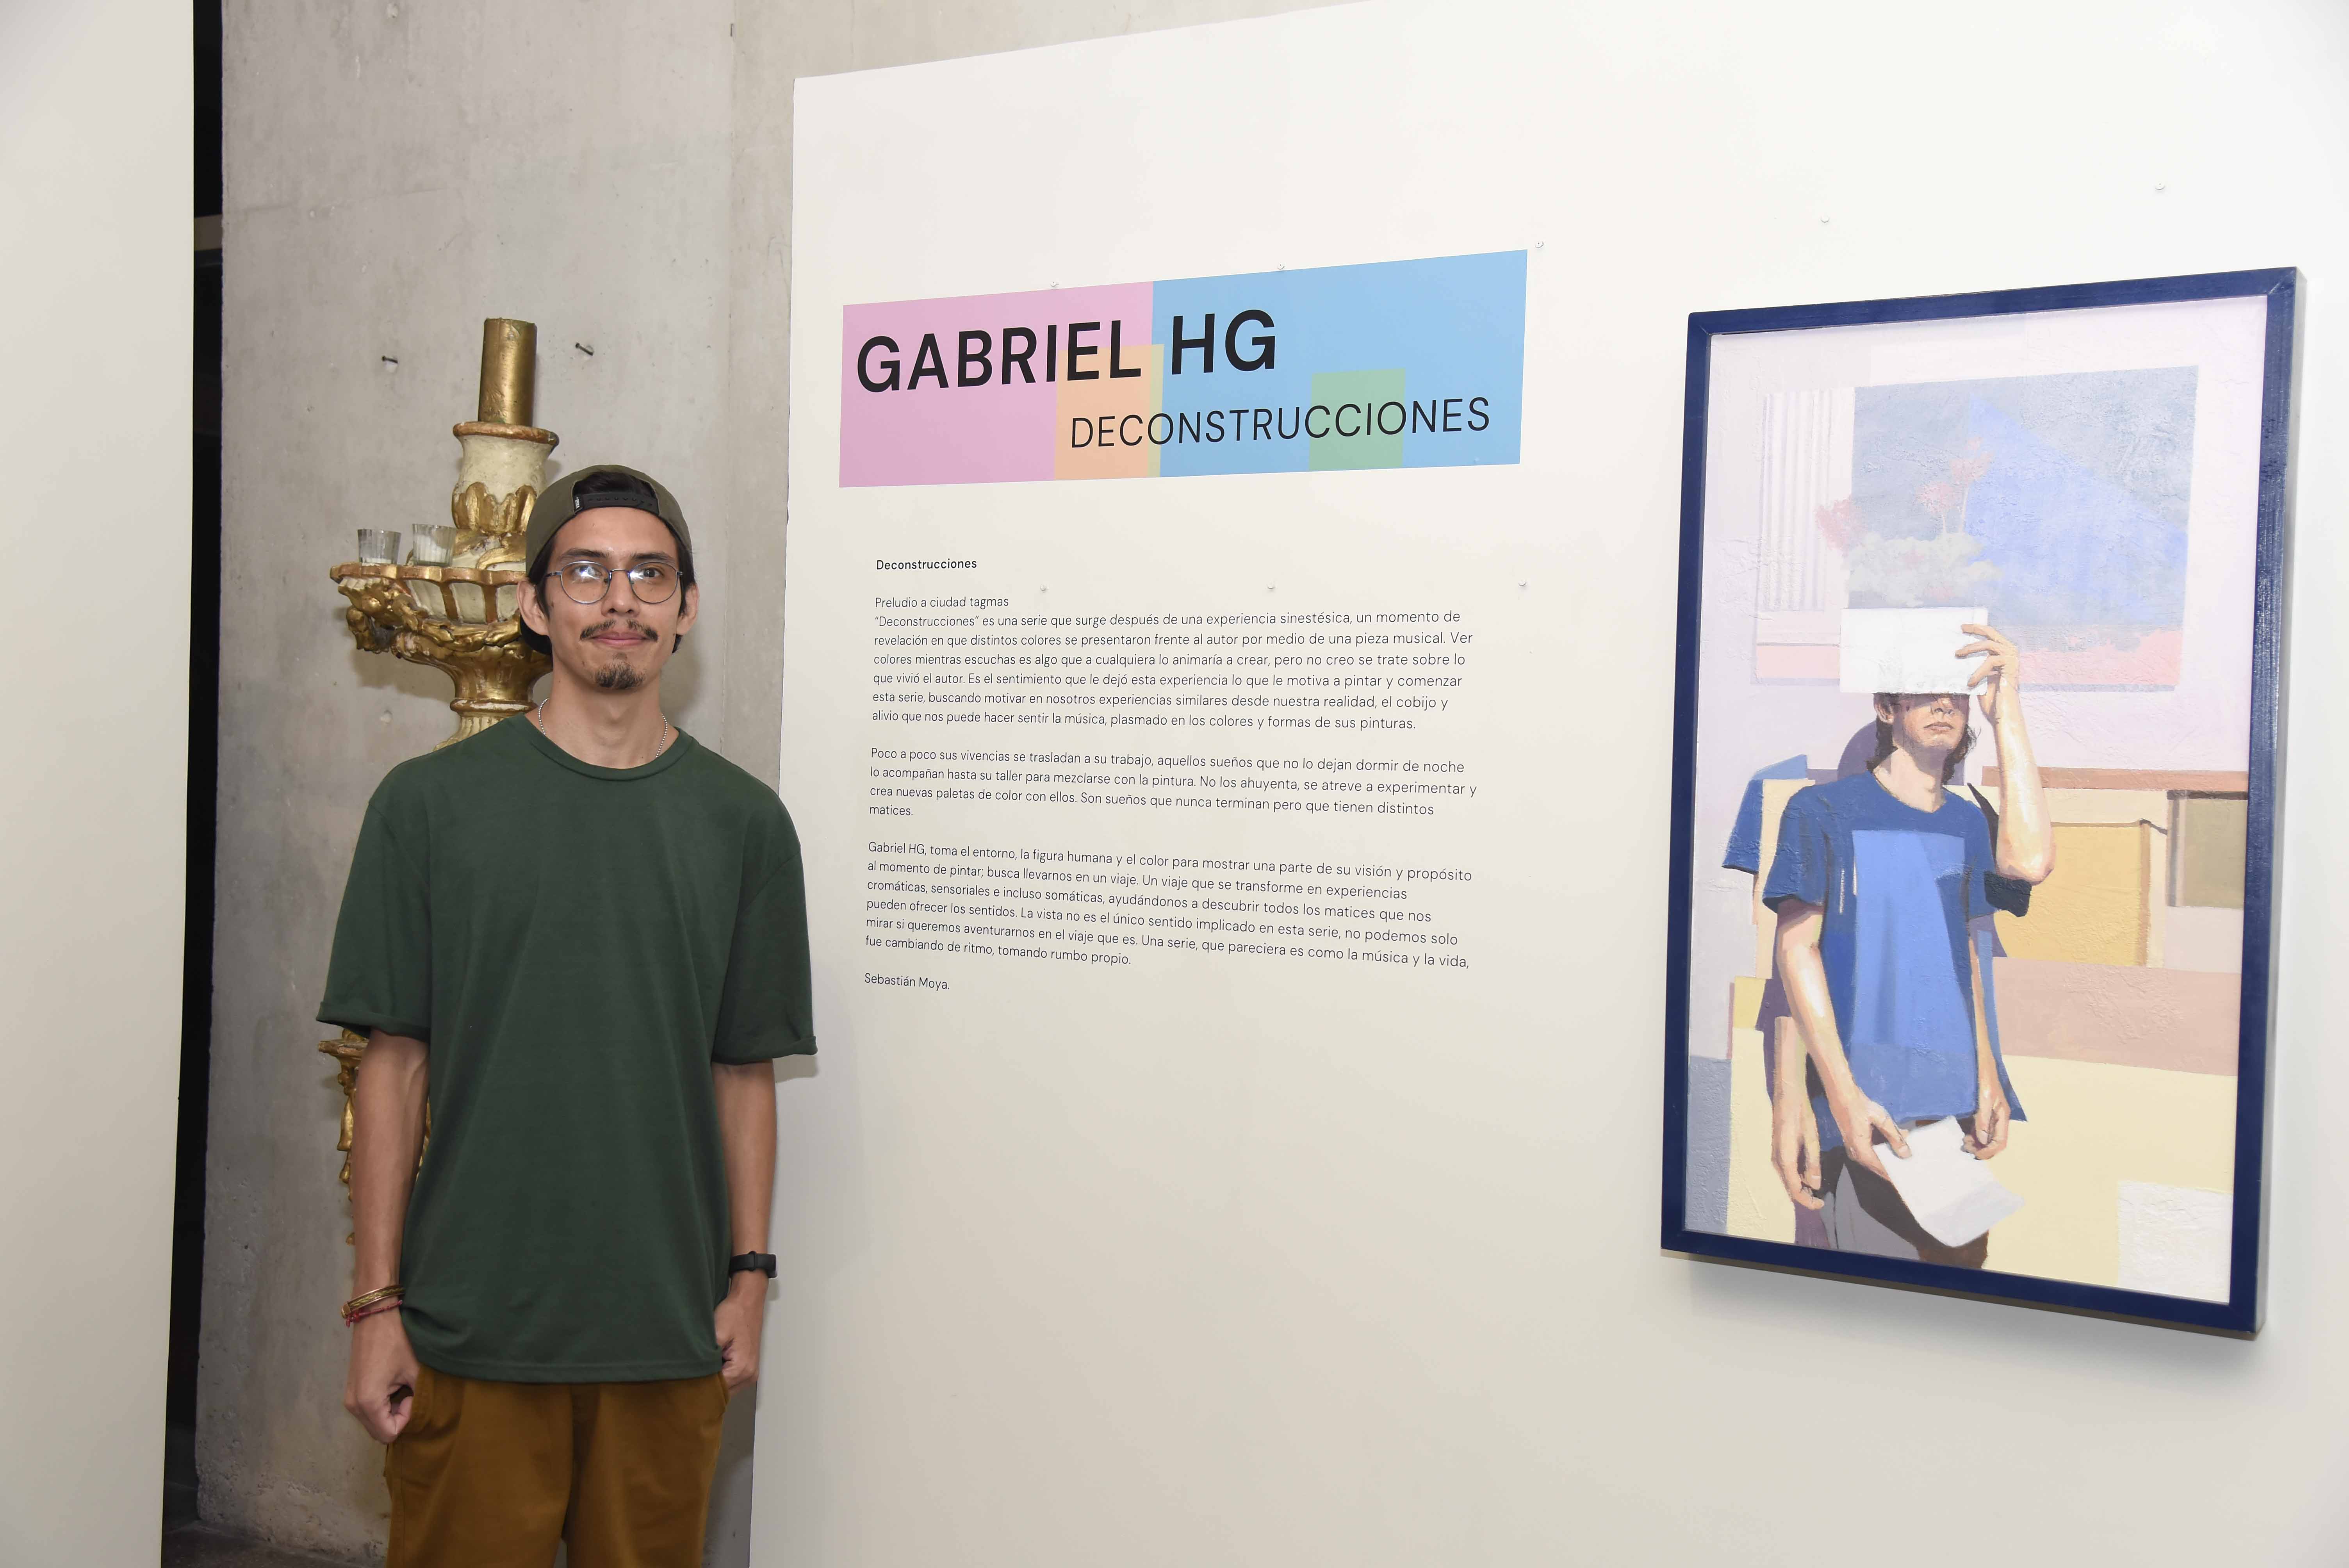 GABRIEL HG
DECONSTRUCCIONES
Deconstrucciones
Preludio a ciudad tagmas
"Deconstrucciones" es una serie que surge después de una experiencia sinestésica, un momento de
revelación en que distintos colores se presentaron frente al autor por medio de una pieza musical. Ver
colores mientras escuchas es algo que a cualquiera lo animaría a crear, pero no creo se trate sobre lo
que vivió el autor. Es el sentimiento que le dejó esta experiencia lo que le motiva a pintar y comenzar
esta serie, buscando motivar en nosotros experiencias similares desde nuestra realidad, el cobijo y
alivio que nos puede hacer sentir la música, plasmado en los colores y formas de sus pinturas.
Poco a poco sus vivencias se trasladan a su trabajo, aquellos sueños que no lo dejan dormir de noche
lo acompañan hasta su taller para mezclarse con la pintura. No los ahuyenta, se atreve a experimentar y
crea nuevas paletas de color con ellos. Son sueños que nunca terminan pero que tienen distintos
matices.
Gabriel HG, toma el entorno, la figura humana y el color para mostrar una parte de su visión y propósito
al momento de pintar; busca llevarnos en un viaje. Un viaje que se transforme en experiencias
cromáticas, sensoriales e incluso somáticas, ayudándonos a descubrir todos los matices que nos
pueden ofrecer los sentidos. La vista no es el único sentido implicado en esta serie, no podemos solo
mirar si queremos aventurarnos en el viaje que es. Una serie, que pareciera es como la música y la vida,
fue cambiando de ritmo, tomando rumbo propio.
Sebastián Moya.